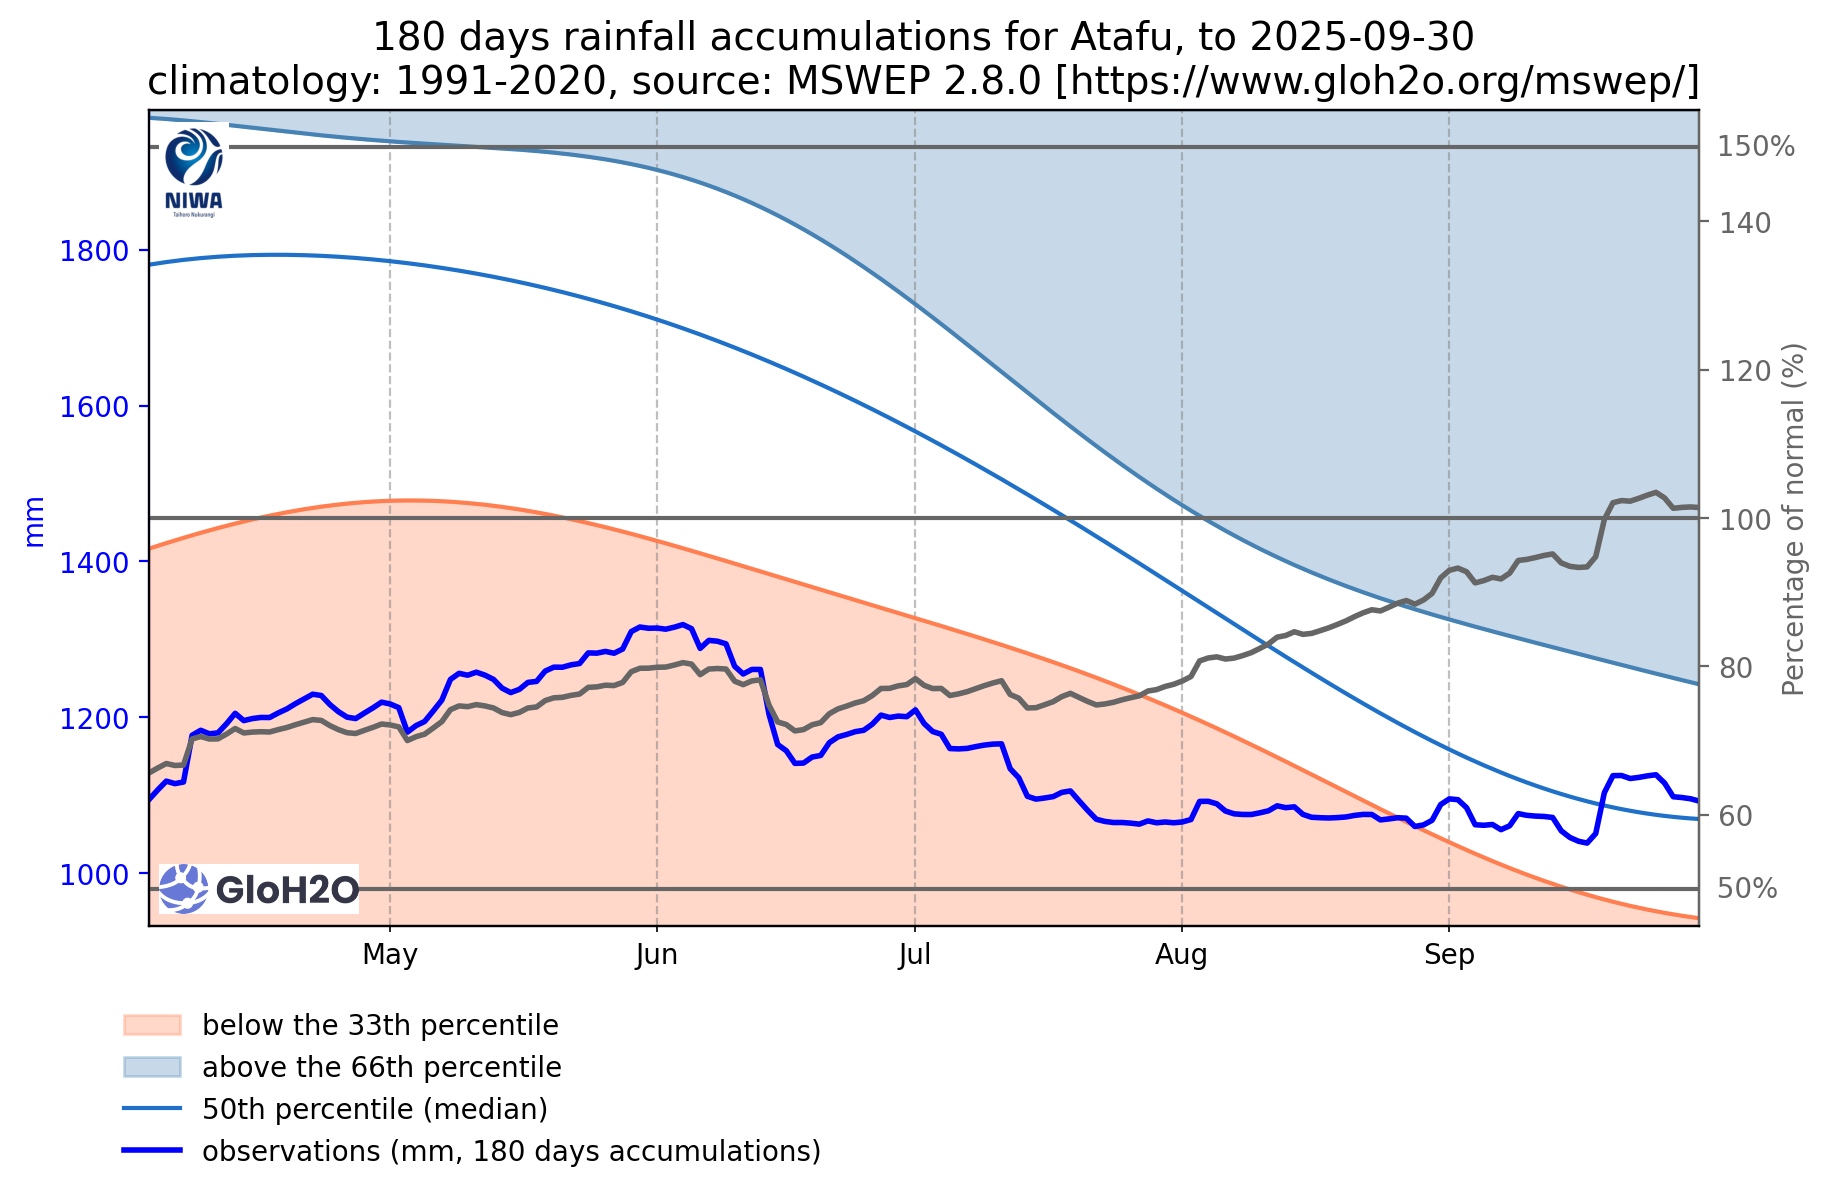 180 days rainfall accumulations for Atafu, to 2025-09-30
climatology: 1991-2020, source: MSWEP 2.8.0 [https://www.gloh2o.org/mswep/]
NIWA
Taihoro Nukurangi
150%
140
1800
120
1600
Percentage of normal (%)
mm
100
1400
80
1200
60
1000
GloH2O
50%
May
Jun
Jul
Aug
Sep
below the 33th percentile
above the 66th percentile
50th percentile (median)
observations (mm, 180 days accumulations)